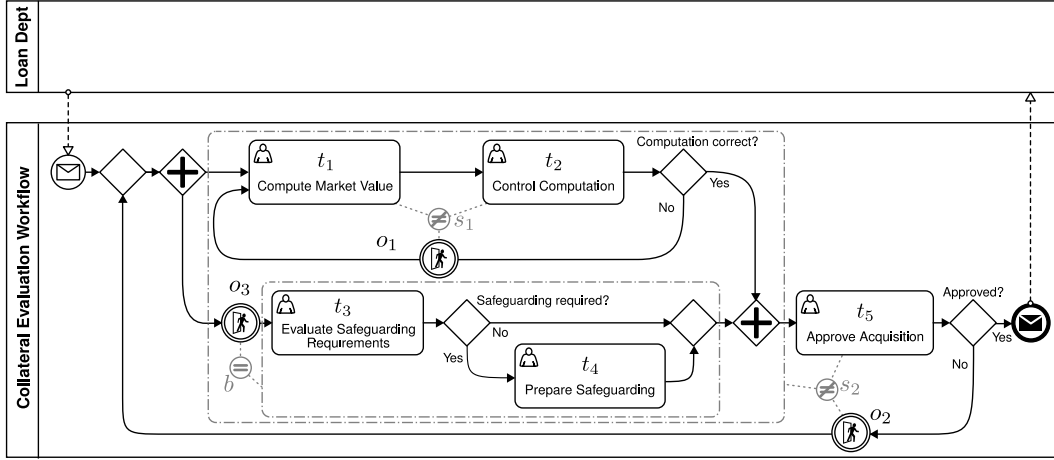 Loan Dept
Collateral Evaluation Workflow
t1
Compute Market Value
t2
Control Computation
Computation correct?
Yes
No
≠ s1
o1
o3
t3
Evaluate Safeguarding
Requirements
Safeguarding required?
No
Yes
t4
Prepare Safeguarding
=
b
t5
Approve Acquisition
Approved?
Yes
No
≠ s2
o2